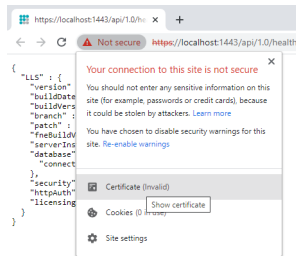 https://localhost:1443/api/1.0/he
Not secure https://localhost:1443/api/1.0/health
{
"LLS" : {
"version"
"buildDate
"buildVers
"branch" :
"patch" :
"fneBuildV
"serverIns
"database"
"connect
},
"security"
"httpAuth"
"licensing
}
}
Your connection to this site is not secure
You should not enter any sensitive information on this
site (for example, passwords or credit cards), because
it could be stolen by attackers. Learn more
You have chosen to disable security warnings for this
site. Re-enable warnings
Certificate (Invalid)
Show certificate
Cookies (0 in use)
Site settings